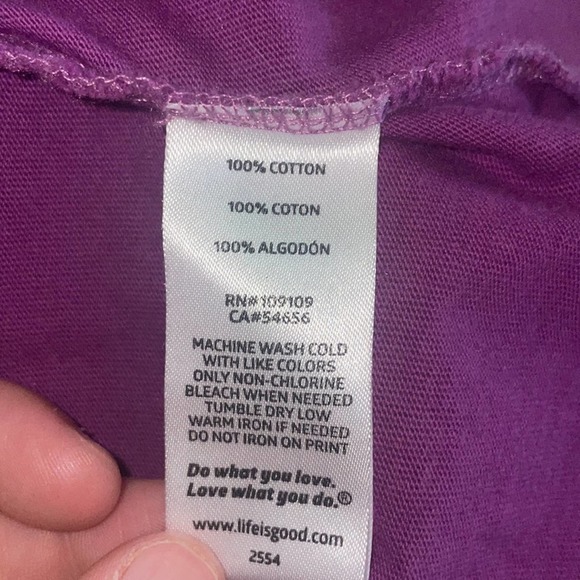 100% COTTON
100% COTON
100% ALGODÓN
RN#109109
CA#54656
MACHINE WASH COLD
WITH LIKE COLORS
ONLY NON-CHLORINE
BLEACH WHEN NEEDED
TUMBLE DRY LOW
WARM IRON IF NEEDED
DO NOT IRON ON PRINT
Do what you love.
Love what you do.®
www.lifeisgood.com
2554